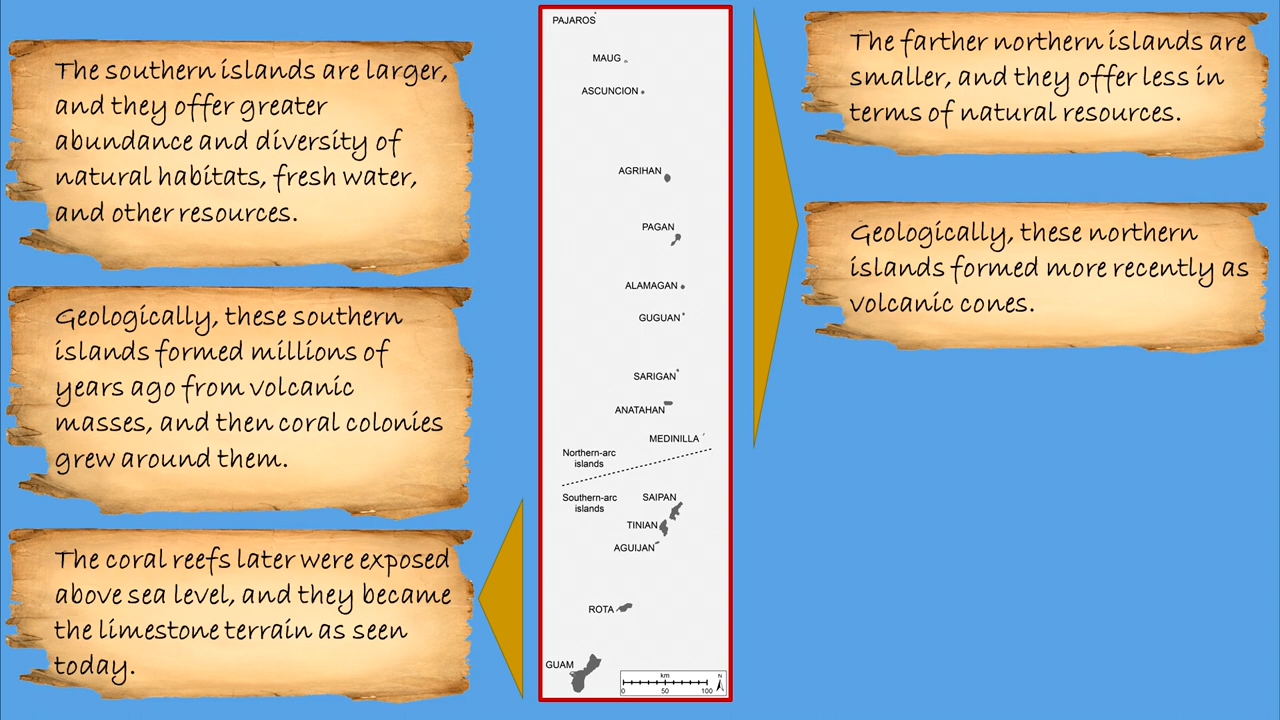 The southern islands are larger,
and they offer greater
abundance and diversity of
natural habitats, fresh water,
and other resources.
Geologically, these southern
islands formed millions of
years ago from volcanic
masses, and then coral colonies
grew around them.
The coral reefs later were exposed
above sea level, and they became
the limestone terrain as seen
today.
PAJAROS
MAUG
ASCUNCION
AGRIHAN
PAGAN
ALAMAGAN
GUGUAN
SARIGAN
ANATAHAN
MEDINILLA
Northern-arc
islands
Southern-arc
islands
SAIPAN
TINIAN
AGUIJAN
ROTA
GUAM
km
0 50 100
N
The farther northern islands are
smaller, and they offer less in
terms of natural resources.
Geologically, these northern
islands formed more recently as
volcanic cones.